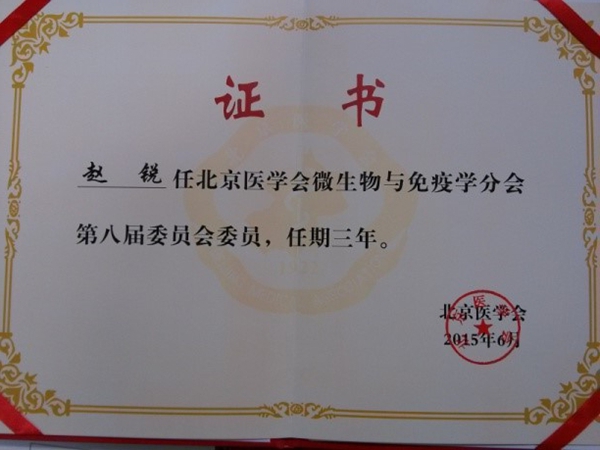 证 书
赵 锐 任北京医学会微生物与免疫学分会
第八届委员会委员，任期三年。
北京医学会
2015年6月